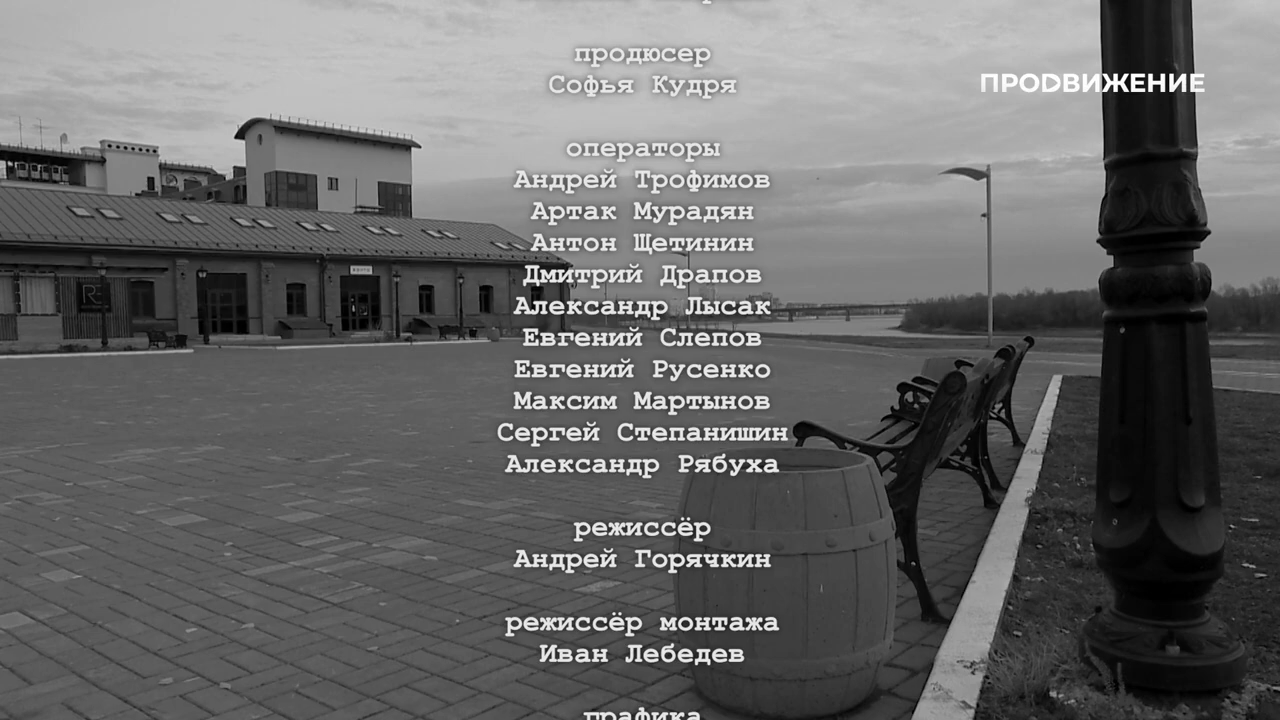 продюсер
Софья Кудря
ПРОДВИЖЕНИЕ
операторы
Андрей Трофимов
Артак Мурадян
Антон Щетинин
Дмитрий Драпов
Александр Лысак
Евгений Слепов
Евгений Русенко
Максим Мартынов
Сергей Степанишин
Александр Рябуха
режиссёр
Андрей Горячкин
режиссёр монтажа
Иван Лебедев
графика